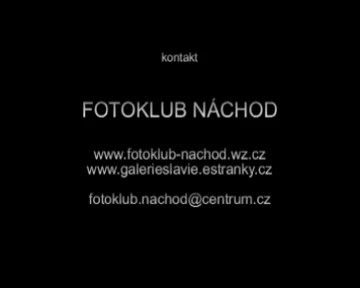 kontakt
FOTOKLUB NÁCHOD
www.fotoklub-nachod.wz.cz
www.galerieslavie.estranky.cz
fotoklub.nachod@centrum.cz